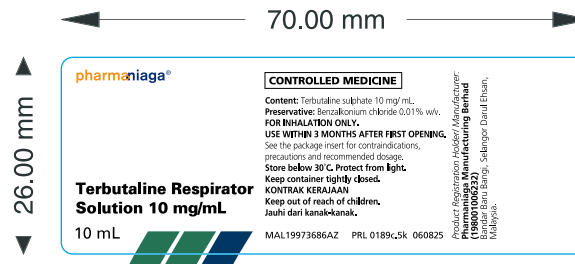 70.00 mm
26.00 mm
pharmaniaga®
Terbutaline Respirator
Solution 10 mg/mL
10 mL
CONTROLLED MEDICINE
Content: Terbutaline sulphate 10 mg/ mL.
Preservative: Benzalkonium chloride 0.01% w/v.
FOR INHALATION ONLY.
USE WITHIN 3 MONTHS AFTER FIRST OPENING.
See the package insert for contraindications,
precautions and recommended dosage.
Store below 30°C. Protect from light.
Keep container tightly closed.
KONTRAK KERAJAAN
Keep out of reach of children.
Jauhi dari kanak-kanak.
MAL19973686AZ PRL 0189c.5k 060825
Product Registration Holder/ Manufacturer:
Pharmaniaga Manufacturing Berhad
(198001006232)
Bandar Baru Bangi, Selangor Darul Ehsan,
Malaysia.